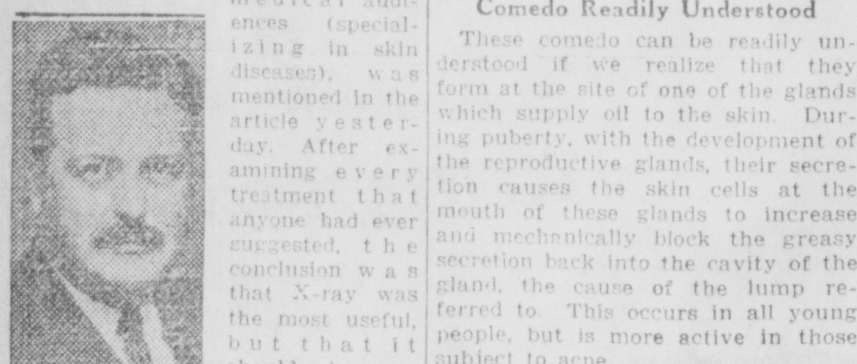 medical audi-
ences (special-
izing in skin
diseases), was
mentioned in the
article yester-
day. After ex-
amining every
treatment that
anyone had ever
suggested, the
conclusion was
that X-ray was
the most useful,
but that it
Comedo Readily Understood
These comedo can be readily un-
derstood if we realize that they
form at the site of one of the glands
which supply oil to the skin. Dur-
ing puberty, with the development of
the reproductive glands, their secre-
tion causes the skin cells at the
mouth of these glands to increase
and mechanically block the greasy
secretion back into the cavity of the
gland, the cause of the lump re-
ferred to. This occurs in all young
people, but is more active in those
subject to acne.